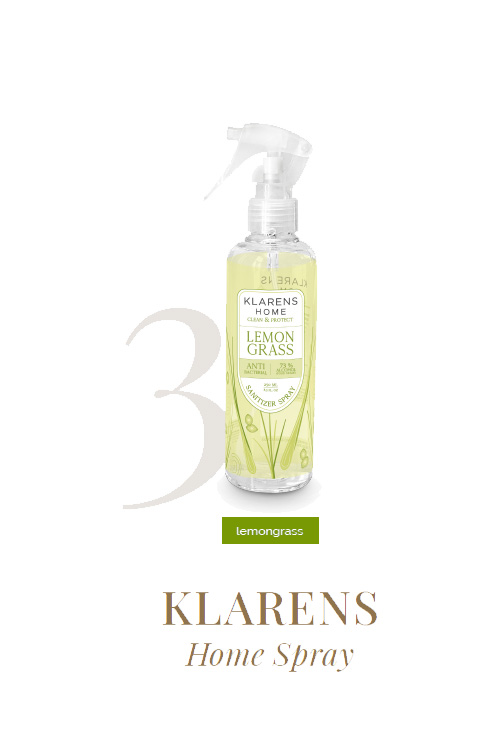 3
KLARENS
HOME
CLEAN & PROTECT
LEMON
GRASS
ANTI
BACTERIAL
SANITIZER SPRAY
lemongrass
KLARENS
Home Spray